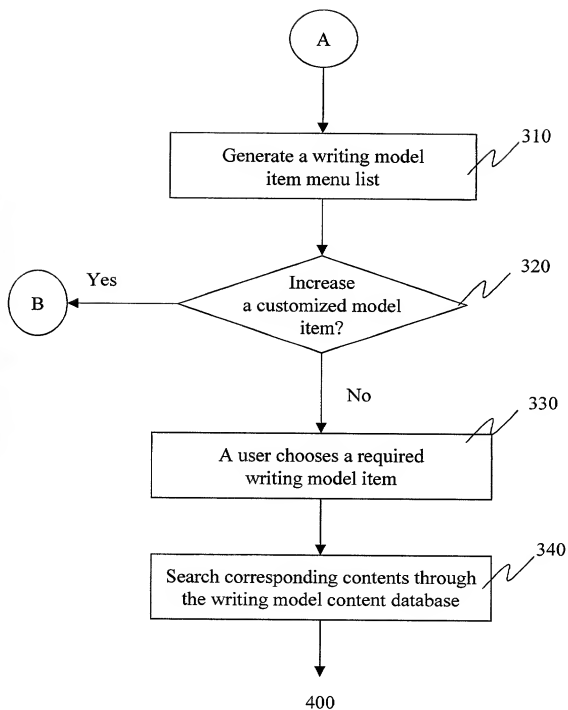 A
Generate a writing model
item menu list
310
Increase
a customized model
item?
320
Yes
B
No
A user chooses a required
writing model item
330
Search corresponding contents through
the writing model content database
340
400